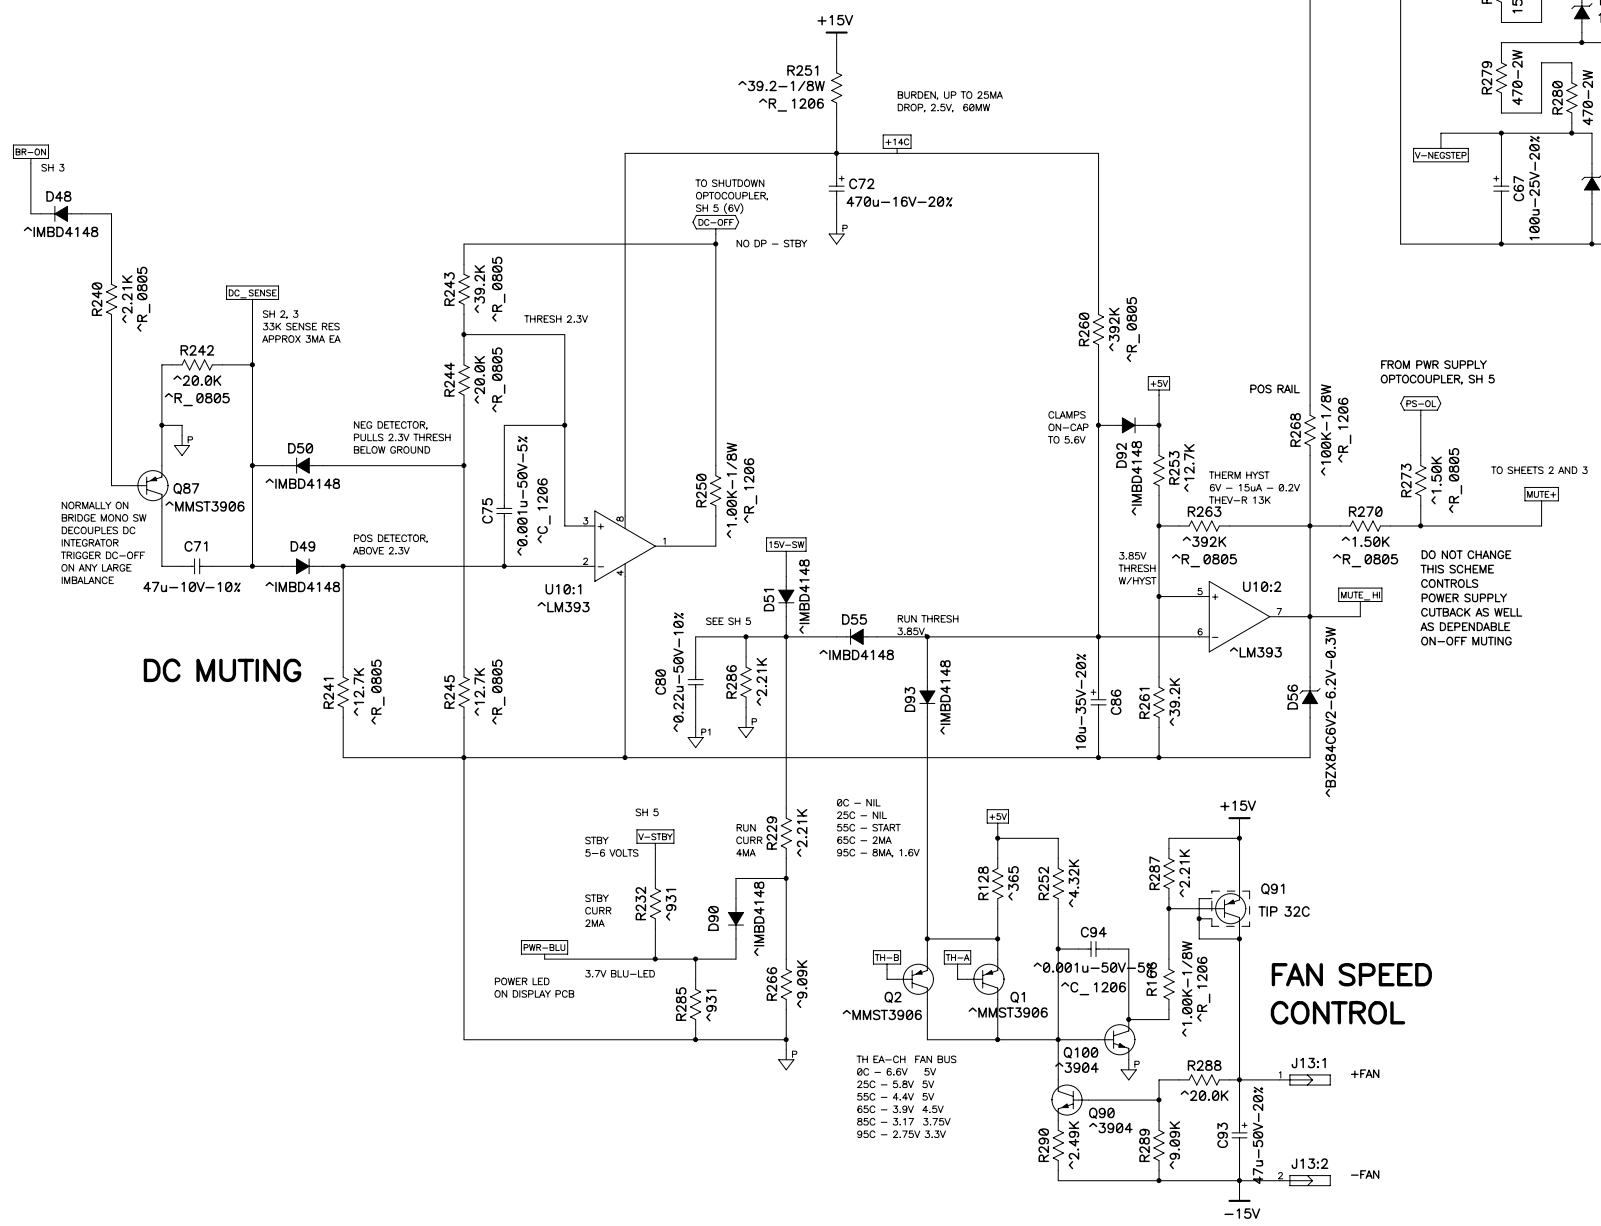 +15V
R251
^39.2-1/8W
^R_1206
BURDEN, UP TO 25MA
DROP, 2.5V, 60MW
+14C
C72
+
470u-16V-20%
P
R279
470-2W
R280
470-2W
V-NEGSTEP
+
C67
100u-25V-20%
BR-ON
SH 3
D48
^IMBD4148
R240
^2.21K
^R_0805
DC_SENSE
SH 2, 3
33K SENSE RES
APPROX 3MA EA
R242
^20.0K
^R_0805
P
Q87
^MMST3906
NORMALLY ON
BRIDGE MONO SW
DECOUPLES DC
INTEGRATOR
TRIGGER DC-OFF
ON ANY LARGE
IMBALANCE
C71
47u-10V-10%
D50
^IMBD4148
D49
^IMBD4148
NEG DETECTOR,
PULLS 2.3V THRESH
BELOW GROUND
POS DETECTOR,
ABOVE 2.3V
TO SHUTDOWN
OPTOCOUPLER,
SH 5 (6V)
DC-OFF
NO DP - STBY
R243
^39.2K
^R_0805
THRESH 2.3V
R244
^20.0K
^R_0805
C75
^0.001u-50V-5%
^C_1206
R250
^1.00K-1/8W
^R_1206
3
+
8
1
2
-
4
U10:1
^LM393
DC MUTING
R241
^12.7K
^R_0805
R245
^12.7K
^R_0805
15V-SW
D51
^IMBD4148
SEE SH 5
C80
^0.22u-50V-10%
P1
R286
^2.21K
P
D55
^IMBD4148
RUN THRESH
3.85V
D93
^IMBD4148
R260
^392K
^R_0805
CLAMPS
ON-CAP
TO 5.6V
+5V
D92
^IMBD4148
R253
^12.7K
THERM HYST
6V - 15uA - 0.2V
THEV-R 13K
R263
^392K
^R_0805
3.85V
THRESH
W/HYST
POS RAIL
R268
^100K-1/8W
^R_1206
FROM PWR SUPPLY
OPTOCOUPLER, SH 5
PS-OL
R273
^1.50K
^R_0805
TO SHEETS 2 AND 3
MUTE+
R270
^1.50K
^R_0805
DO NOT CHANGE
THIS SCHEME
CONTROLS
POWER SUPPLY
CUTBACK AS WELL
AS DEPENDABLE
ON-OFF MUTING
U10:2
5
+
7
6
-
^LM393
MUTE_HI
D56
^BZX84C6V2-6.2V-0.3W
10u-35V-20%
+
C86
R261
^39.2K
SH 5
V-STBY
STBY
5-6 VOLTS
STBY
CURR
2MA
R232
^931
RUN
CURR
4MA
R229
^2.21K
D90
^IMBD4148
PWR-BLU
3.7V BLU-LED
POWER LED
ON DISPLAY PCB
R285
^931
R266
^9.09K
P
0C - NIL
25C - NIL
55C - START
65C - 2MA
95C - 8MA, 1.6V
+5V
R128
^365
R252
^4.32K
TH-B
Q2
^MMST3906
TH-A
Q1
^MMST3906
C94
^0.001u-50V-5%
^C_1206
+15V
R287
^2.21K
Q91
TIP 32C
^1.00K-1/8W
^R_1206
FAN SPEED
CONTROL
Q100
^3904
P
TH EA-CH FAN BUS
0C - 6.6V 5V
25C - 5.8V 5V
55C - 4.4V 5V
65C - 3.9V 4.5V
85C - 3.17 3.75V
95C - 2.75V 3.3V
Q90
^3904
R290
^2.49K
R289
^9.09K
R288
^20.0K
C93
+
47u-50V-20%
1
J13:1
+FAN
2
J13:2
-FAN
-15V